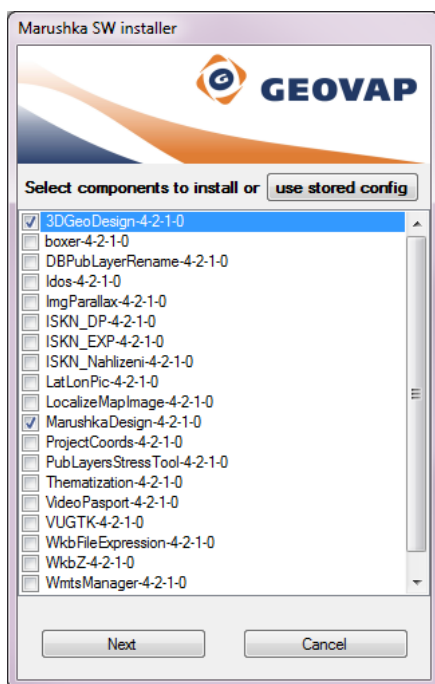 Marushka SW installer
GEOVAP
Select components to install or use stored config
3DGeoDesign-4-2-1-0
boxer-4-2-1-0
DBPubLayerRename-4-2-1-0
Idos-4-2-1-0
ImgParallax-4-2-1-0
ISKN_DP-4-2-1-0
ISKN_EXP-4-2-1-0
ISKN_Nahlizeni-4-2-1-0
LatLonPic-4-2-1-0
LocalizeMapImage-4-2-1-0
MarushkaDesign-4-2-1-0
ProjectCoords-4-2-1-0
PubLayersStressTool-4-2-1-0
Thematization-4-2-1-0
VideoPasport-4-2-1-0
VUGTK-4-2-1-0
WkbFileExpression-4-2-1-0
WkbZ-4-2-1-0
WmtsManager-4-2-1-0
Next Cancel